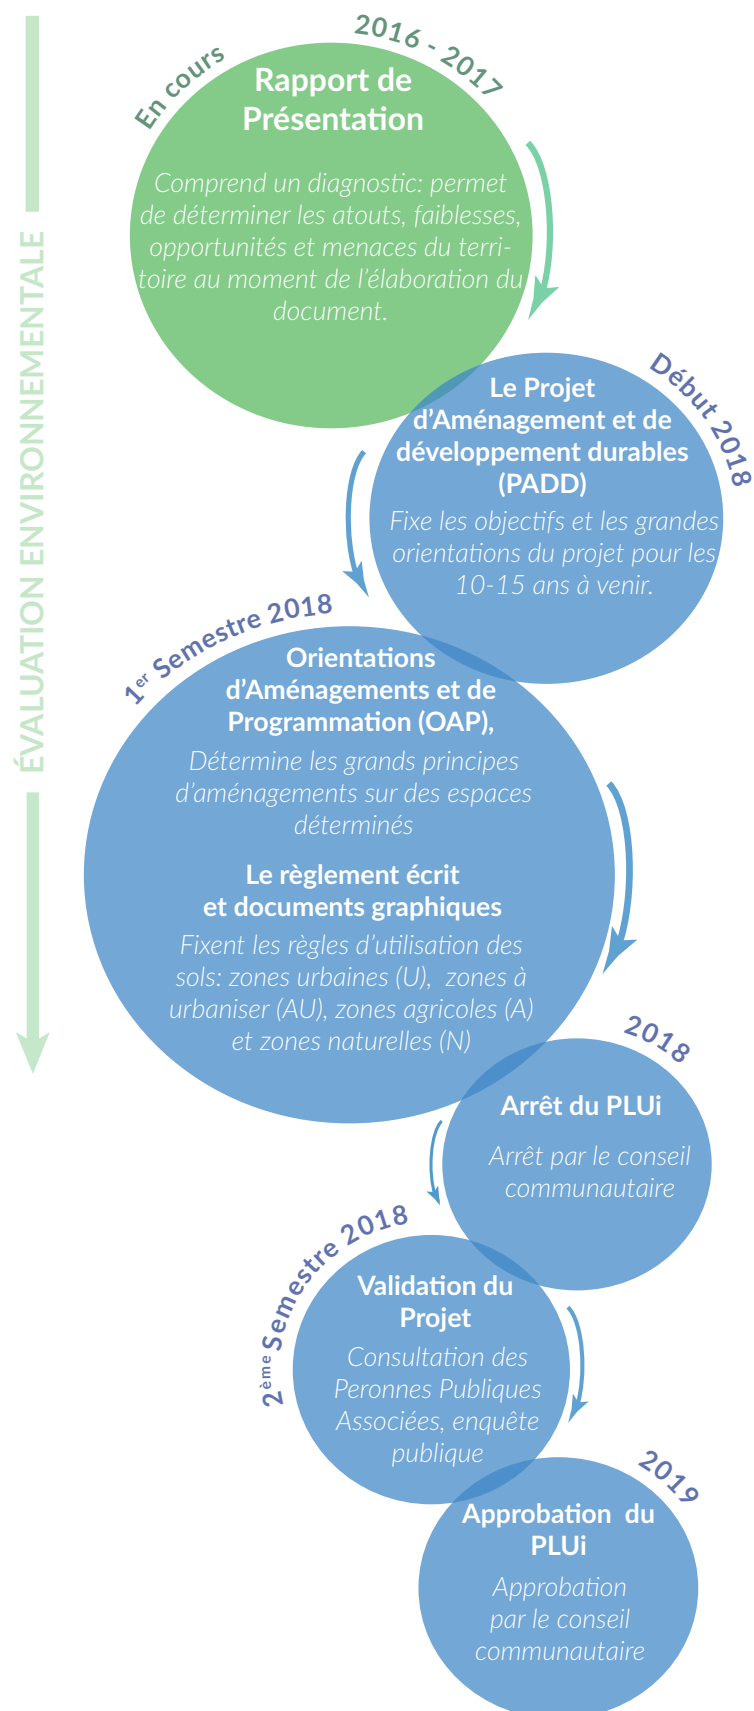 ÉVALUATION ENVIRONNEMENTALE
En cours
2016 - 2017
Rapport de
Présentation
Comprend un diagnostic: permet
de déterminer les atouts, faiblesses,
opportunités et menaces du terri-
toire au moment de l'élaboration du
document.
Début 2018
Le Projet
d'Aménagement et de
développement durables
(PADD)
Fixe les objectifs et les grandes
orientations du projet pour les
10-15 ans à venir.
1er Semestre 2018
Orientations
d'Aménagements et de
Programmation (OAP),
Détermine les grands principes
d'aménagements sur des espaces
déterminés
Le règlement écrit
et documents graphiques
Fixent les règles d'utilisation des
sols: zones urbaines (U), zones à
urbaniser (AU), zones agricoles (A)
et zones naturelles (N)
2018
Arrêt du PLUi
Arrêt par le conseil
communautaire
2ème Semestre 2018
Validation du
Projet
Consultation des
Peronnes Publiques
Associées, enquête
publique
2019
Approbation du
PLUi
Approbation
par le conseil
communautaire